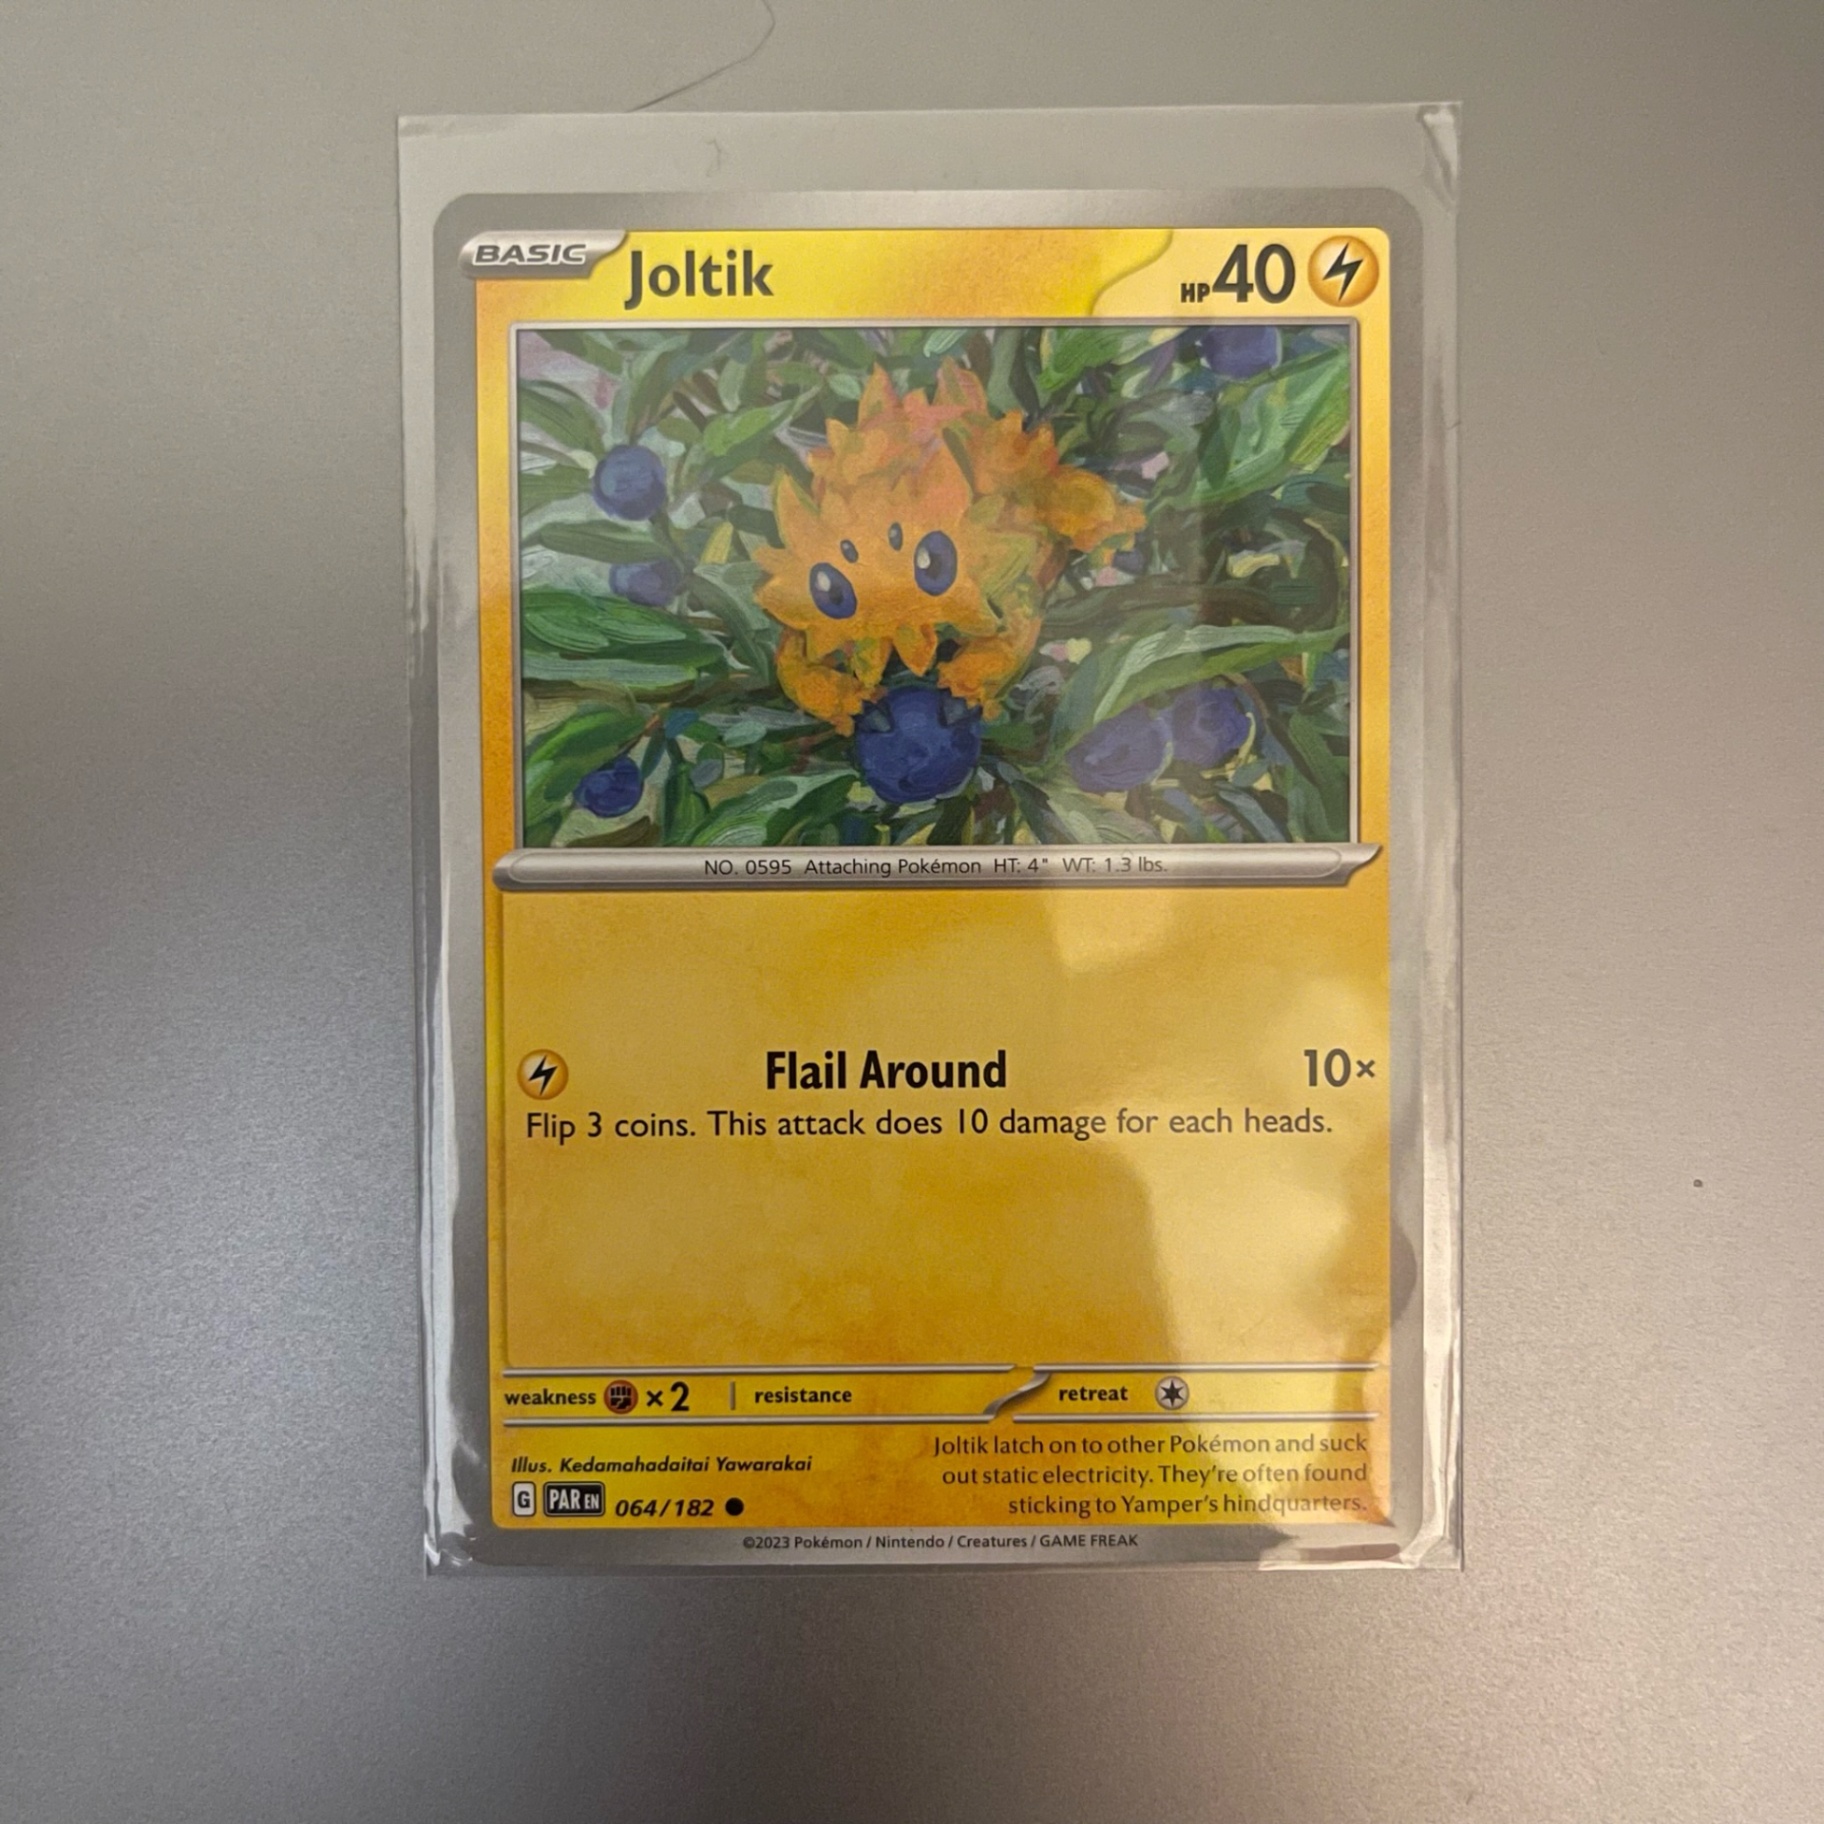 BASIC Joltik HP 40
NO. 0595 Attaching Pokémon HT: 4" WT: 1.3 lbs.
Flail Around 10×
Flip 3 coins. This attack does 10 damage for each heads.
weakness ×2 | resistance retreat
Illus. Kedamahadaitai Yawarakai
G PAR EN 064/182
Joltik latch on to other Pokémon and suck
out static electricity. They're often found
sticking to Yamper's hindquarters.
©2023 Pokémon / Nintendo / Creatures / GAME FREAK